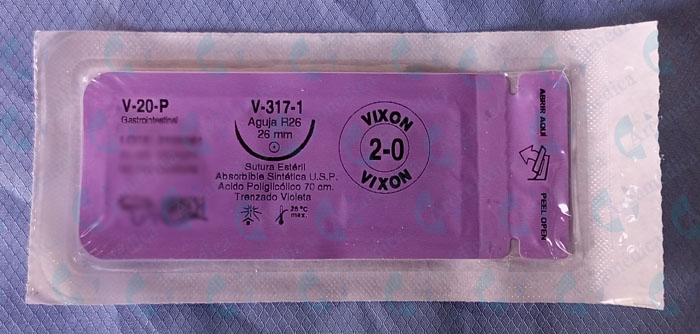 V-20-P
Gastrointestinal
V-317-1
Aguja R26
26 mm
Sutura Estéril
Absorbible Sintética U.S.P.
Acido Poliglicólico 70 cm.
Trenzado Violeta
25 °C
max.
VIXON
2-0
VIXON
ABRIR AQUÍ
PEEL OPEN